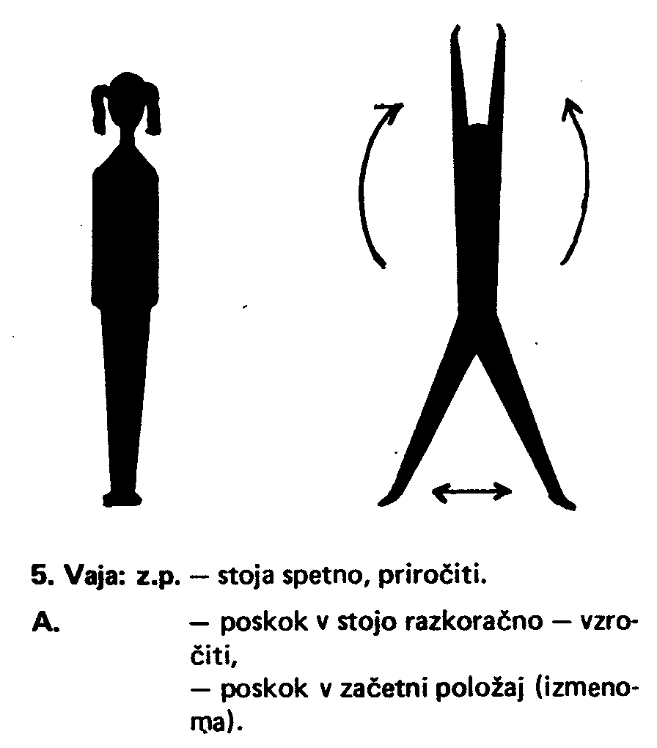 5. Vaja: z.p. — stoja spetno, priročiti.
A. — poskok v stojo razkoračno — vzro-
čiti,
— poskok v začetni položaj (izmeno-
ma).